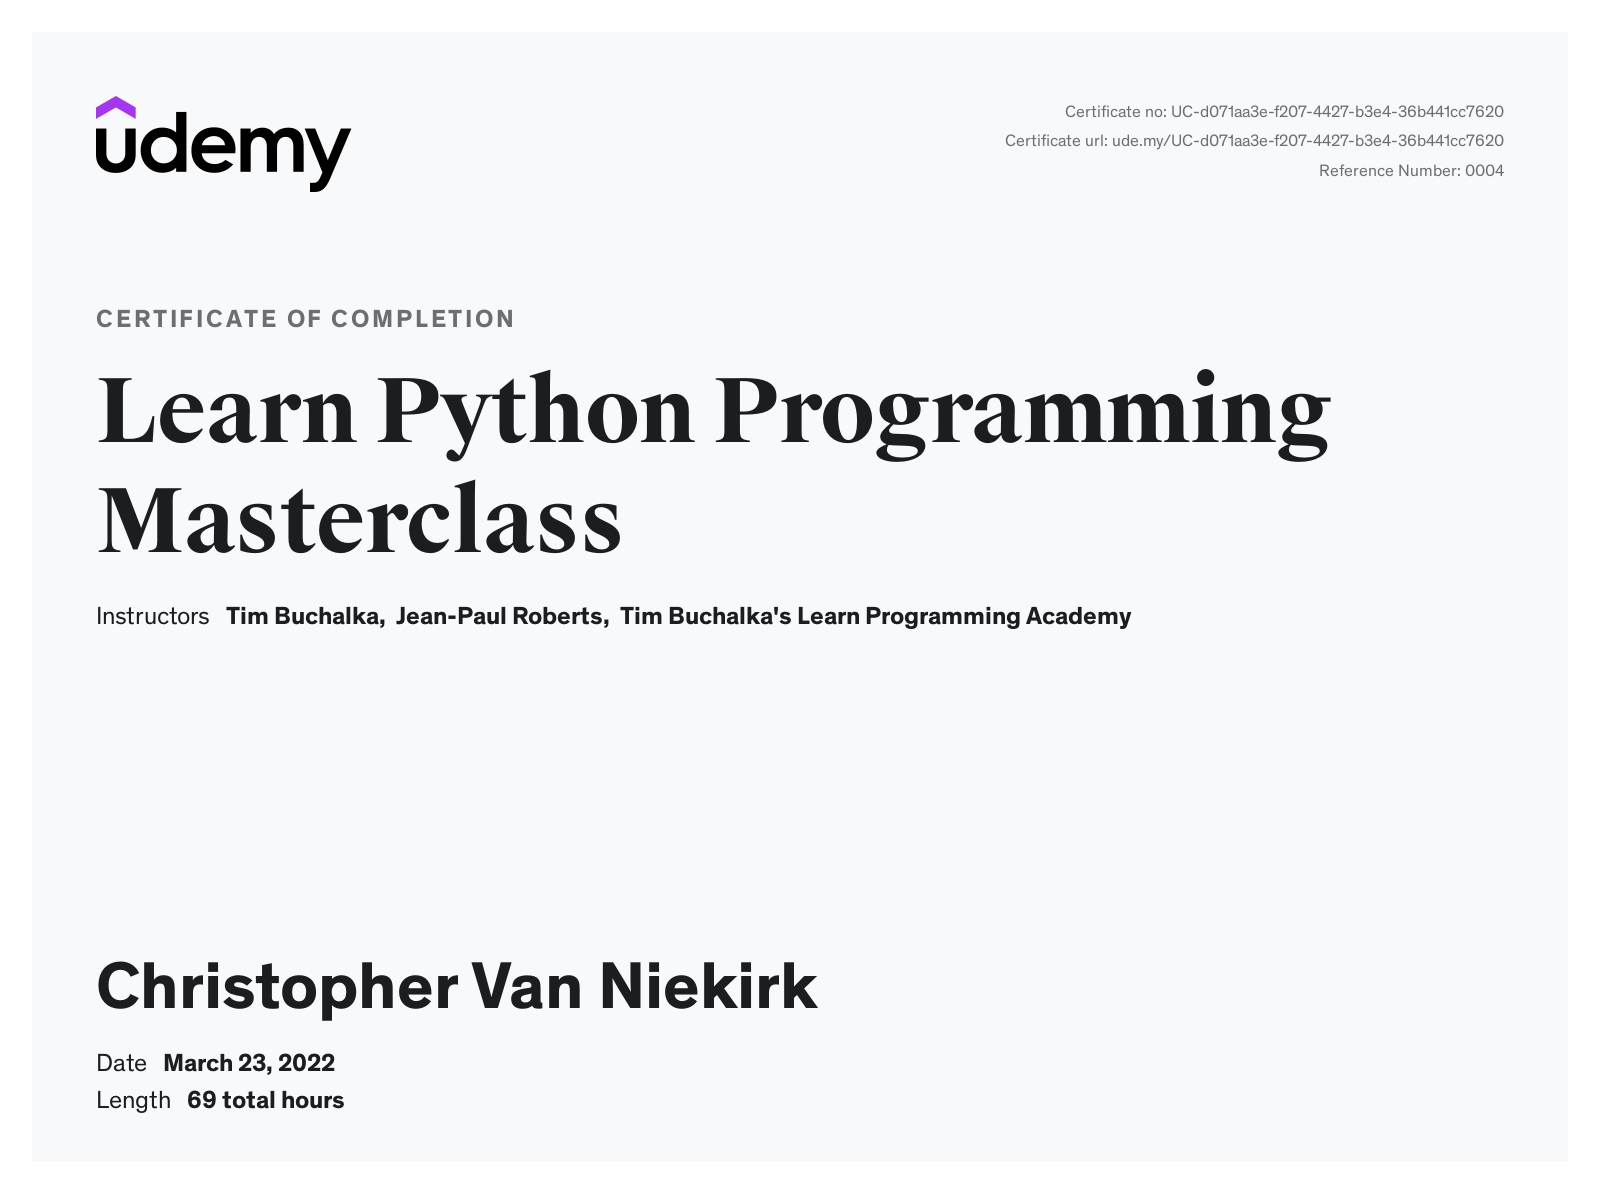 udemy
Certificate no: UC-d071aa3e-f207-4427-b3e4-36b441cc7620
Certificate url: ude.my/UC-d071aa3e-f207-4427-b3e4-36b441cc7620
Reference Number: 0004
CERTIFICATE OF COMPLETION
Learn Python Programming
Masterclass
Instructors Tim Buchalka, Jean-Paul Roberts, Tim Buchalka's Learn Programming Academy
Christopher Van Niekirk
Date March 23, 2022
Length 69 total hours